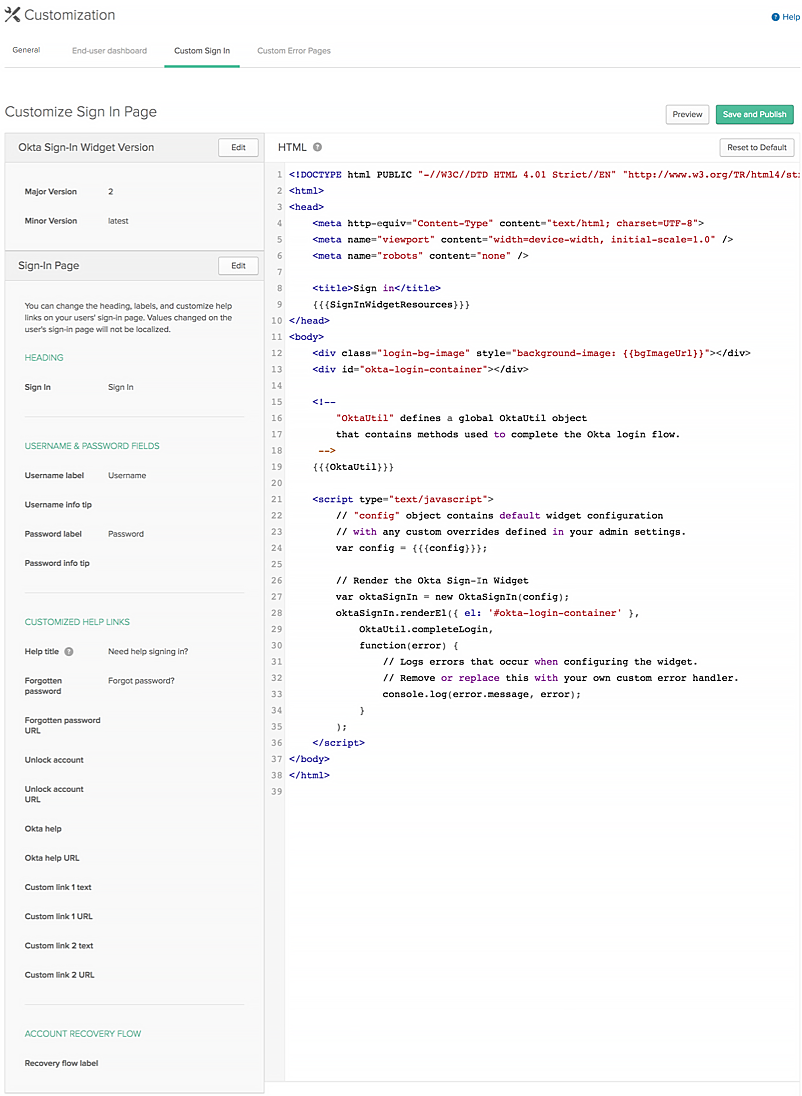 Customization
Help
General End-user dashboard Custom Sign In Custom Error Pages
Customize Sign In Page
Preview Save and Publish
Okta Sign-In Widget Version Edit
Major Version 2
Minor Version latest
Sign-In Page Edit
You can change the heading, labels, and customize help
links on your users' sign-in page. Values changed on the
user's sign-in page will not be localized.
HEADING
Sign In Sign In
USERNAME & PASSWORD FIELDS
Username label Username
Username info tip
Password label Password
Password info tip
CUSTOMIZED HELP LINKS
Help title ? Need help signing in?
Forgotten
password
Forgot password?
Forgotten password
URL
Unlock account
Unlock account
URL
Okta help
Okta help URL
Custom link 1 text
Custom link 1 URL
Custom link 2 text
Custom link 2 URL
ACCOUNT RECOVERY FLOW
Recovery flow label
HTML ? Reset to Default
1 <!DOCTYPE html PUBLIC "-//W3C//DTD HTML 4.01 Strict//EN" "http://www.w3.org/TR/html4/st
2 <html>
3 <head>
4     <meta http-equiv="Content-Type" content="text/html; charset=UTF-8">
5     <meta name="viewport" content="width=device-width, initial-scale=1.0" />
6     <meta name="robots" content="none" />
7
8     <title>Sign in</title>
9     {{{SignInWidgetResources}}}
10 </head>
11 <body>
12     <div class="login-bg-image" style="background-image: {{bgImageUrl}}"></div>
13     <div id="okta-login-container"></div>
14
15     <!--
16         "OktaUtil" defines a global OktaUtil object
17         that contains methods used to complete the Okta login flow.
18      -->
19     {{{OktaUtil}}}
20
21     <script type="text/javascript">
22         // "config" object contains default widget configuration
23         // with any custom overrides defined in your admin settings.
24         var config = {{{config}}};
25
26         // Render the Okta Sign-In Widget
27         var oktaSignIn = new OktaSignIn(config);
28         oktaSignIn.renderEl({ el: '#okta-login-container' },
29             OktaUtil.completeLogin,
30             function(error) {
31                 // Logs errors that occur when configuring the widget.
32                 // Remove or replace this with your own custom error handler.
33                 console.log(error.message, error);
34             }
35         );
36     </script>
37 </body>
38 </html>
39